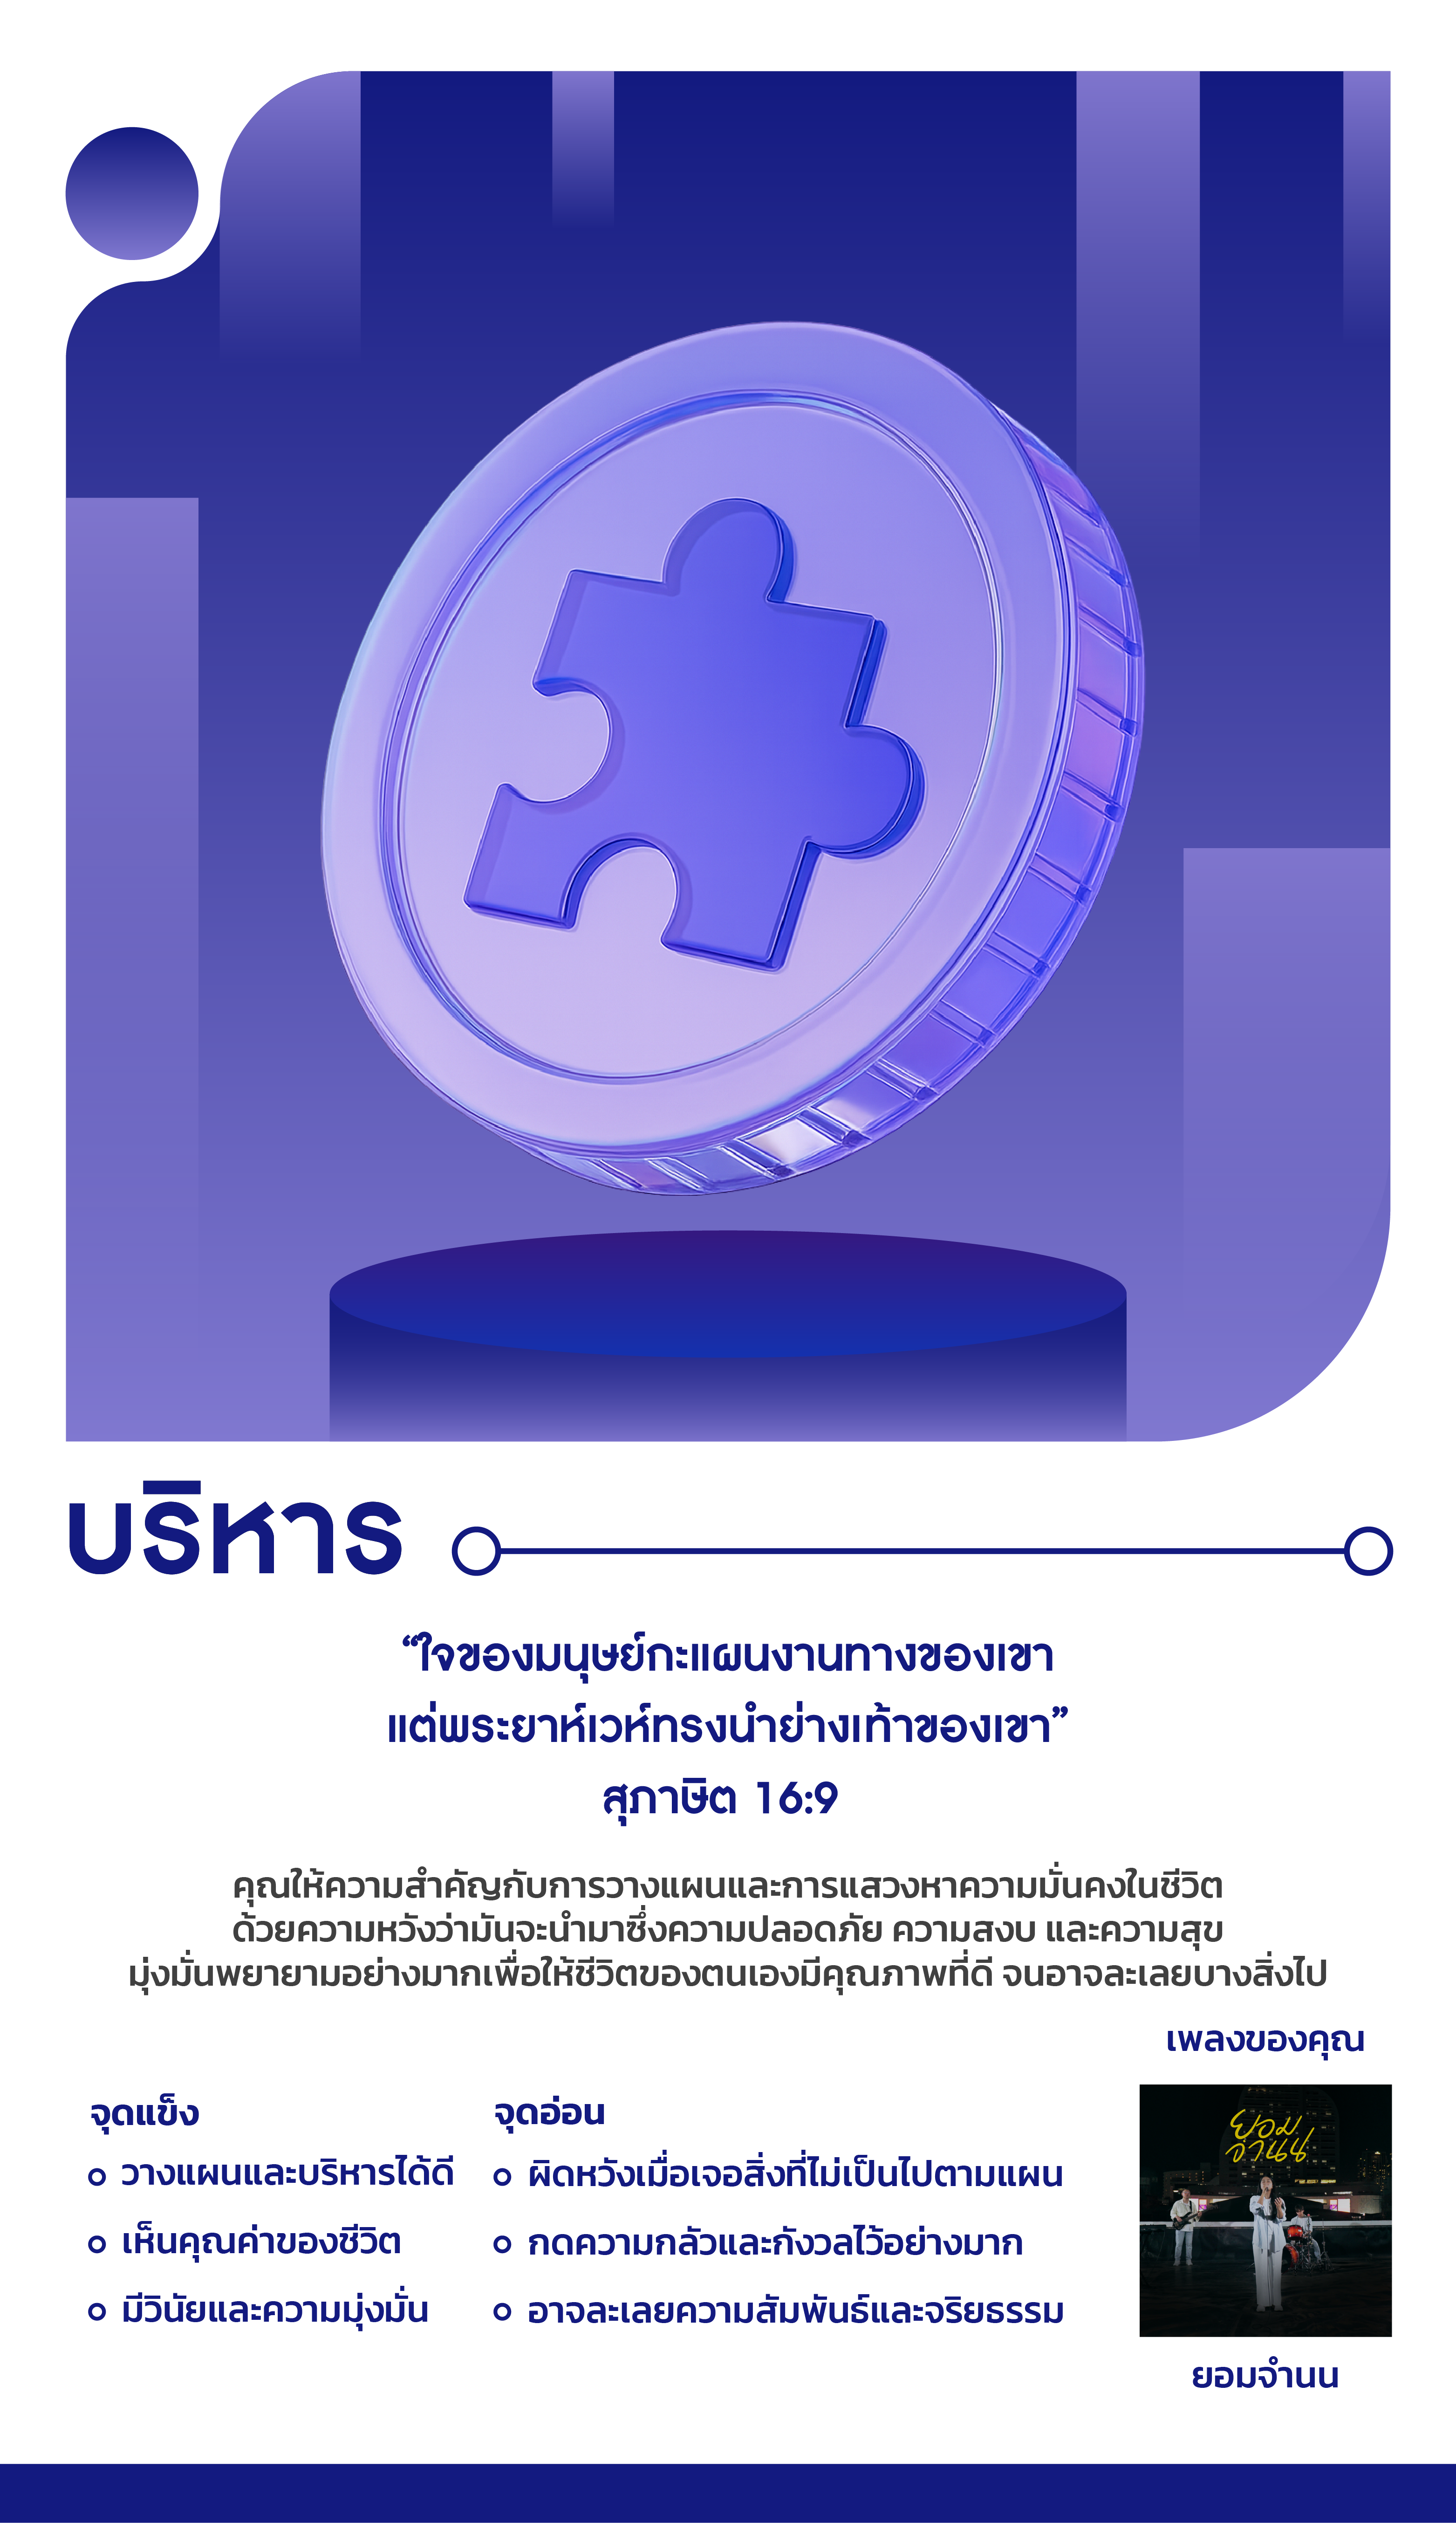 บริหาร
“ใจของมนุษย์กะแผนงานทางของเขา
แต่พระยาห์เวห์ทรงนำย่างเท้าของเขา”
สุภาษิต 16:9
คุณให้ความสำคัญกับการวางแผนและการแสวงหาความมั่นคงในชีวิต
ด้วยความหวังว่ามันจะนำมาซึ่งความปลอดภัย ความสงบ และความสุข
มุ่งมั่นพยายามอย่างมากเพื่อให้ชีวิตของตนเองมีคุณภาพที่ดี จนอาจละเลยบางสิ่งไป
จุดแข็ง
วางแผนและบริหารได้ดี
เห็นคุณค่าของชีวิต
มีวินัยและความมุ่งมั่น
จุดอ่อน
ผิดหวังเมื่อเจอสิ่งที่ไม่เป็นไปตามแผน
กดความกลัวและกังวลไว้อย่างมาก
อาจละเลยความสัมพันธ์และจริยธรรม
เพลงของคุณ
ยอม
จำนน
ยอมจำนน